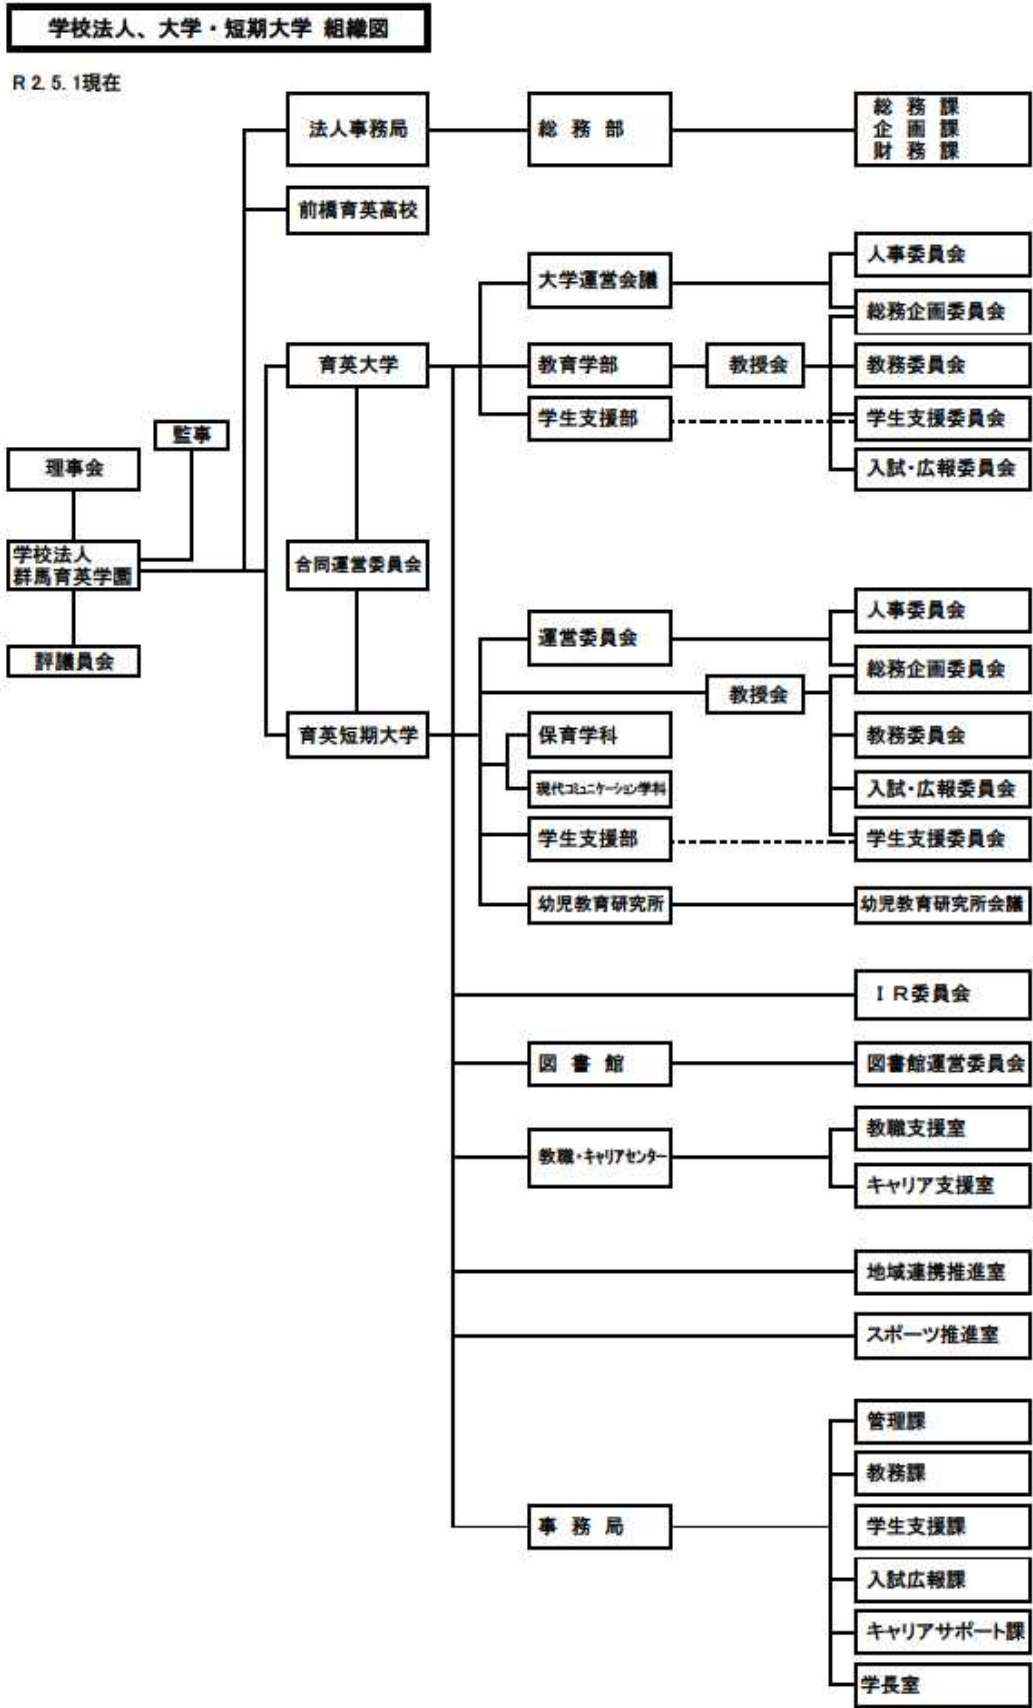 学校法人、大学・短期大学 組織図
R 2. 5. 1現在
法人事務局
総 務 部
総 務 課
企 画 課
財 務 課
前橋育英高校
大学運営会議
人事委員会
総務企画委員会
育英大学
教育学部
教授会
教務委員会
学生支援部
学生支援委員会
入試・広報委員会
監事
理事会
学校法人
群馬育英学園
合同運営委員会
評議員会
運営委員会
人事委員会
総務企画委員会
教授会
育英短期大学
保育学科
教務委員会
現代コミュニケーション学科
入試・広報委員会
学生支援部
学生支援委員会
幼児教育研究所
幼児教育研究所会議
ＩＲ委員会
図 書 館
図書館運営委員会
教職・キャリアセンター
教職支援室
キャリア支援室
地域連携推進室
スポーツ推進室
管理課
教務課
事 務 局
学生支援課
入試広報課
キャリアサポート課
学長室